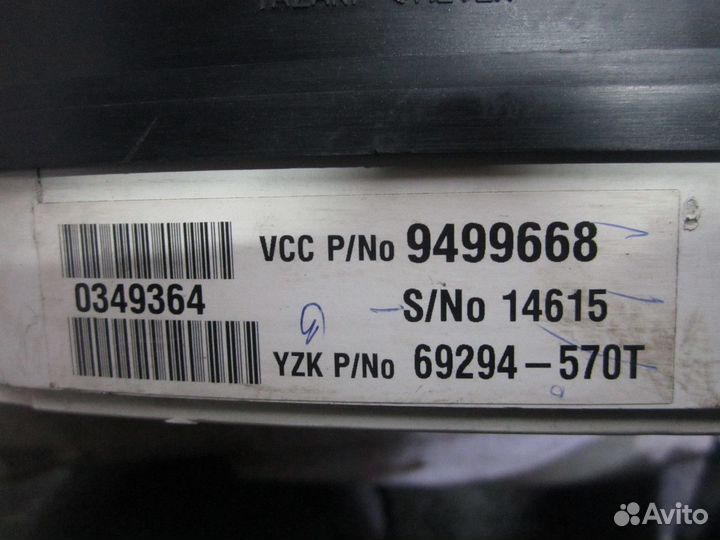 VCC P/No 9499668
0349364
S/No 14615
YZK P/No 69294-570T
Avito